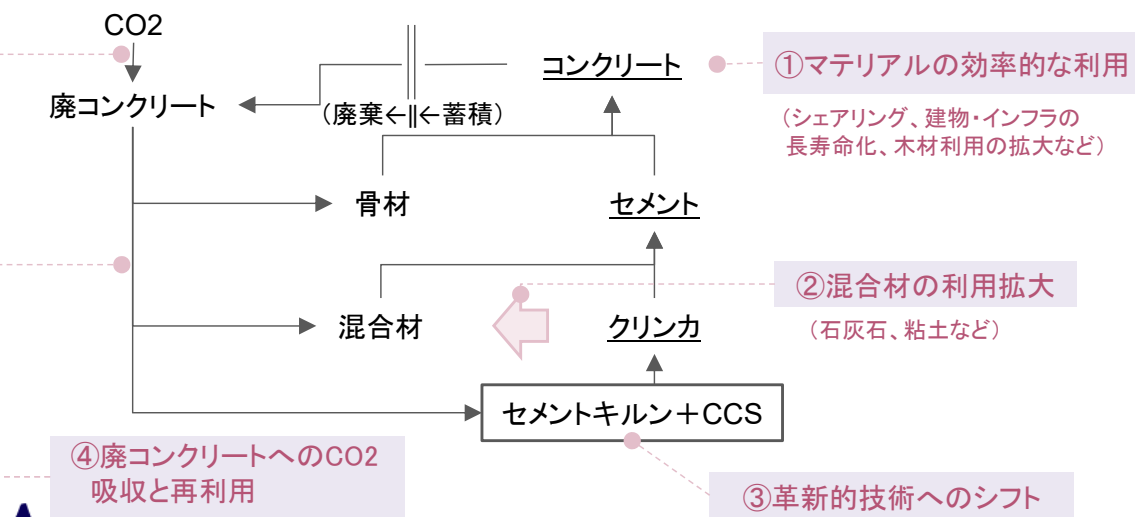 CO2
コンクリート
①マテリアルの効率的な利用
廃コンクリート
(廃棄←||←蓄積)
(シェアリング、建物・インフラの
長寿命化、木材利用の拡大など)
骨材
セメント
②混合材の利用拡大
混合材
クリンカ
(石灰石、粘土など)
セメントキルン+CCS
④廃コンクリートへのCO2
吸収と再利用
③革新的技術へのシフト